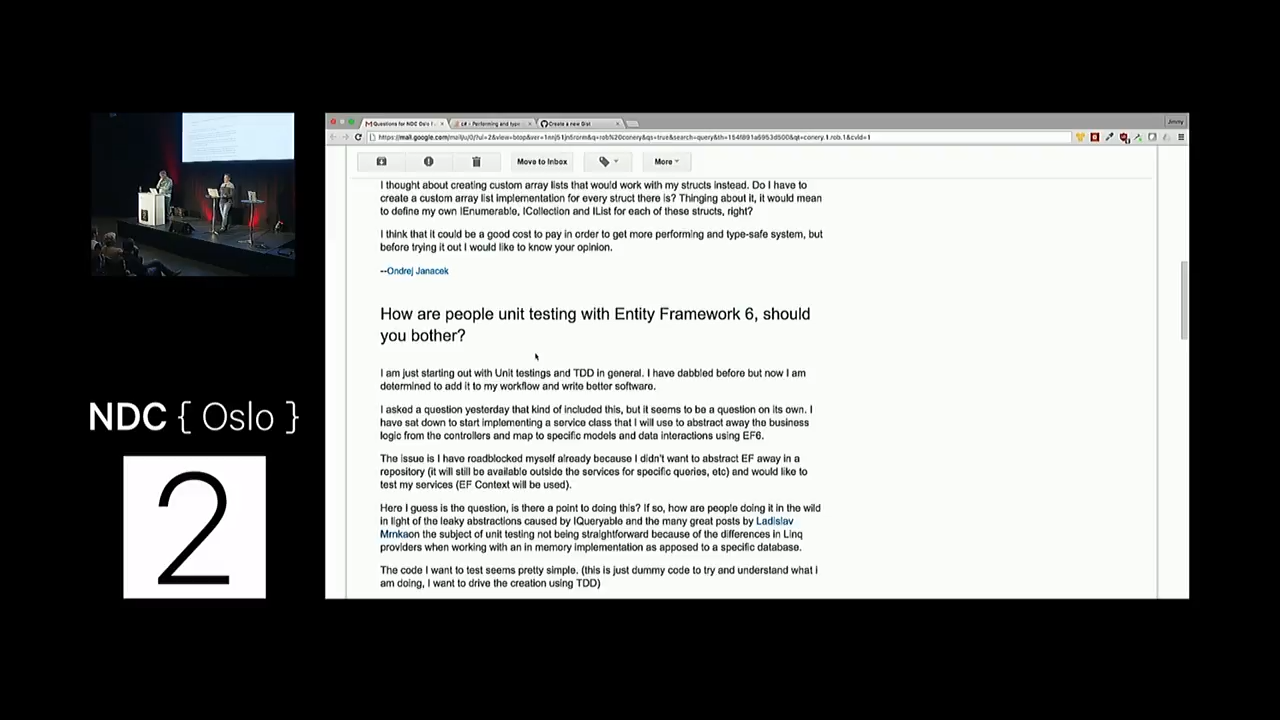 Questions for NDC Oslo
c# - Performing and type
Create a new Gist
Jimmy
Move to Inbox
More
I thought about creating custom array lists that would work with my structs instead. Do I have to
create a custom array list implementation for every struct there is? Thinging about it, it would mean
to define my own IEnumerable, ICollection and IList for each of these structs, right?
I think that it could be a good cost to pay in order to get more performing and type-safe system, but
before trying it out I would like to know your opinion.
--Ondrej Janacek
How are people unit testing with Entity Framework 6, should
you bother?
I am just starting out with Unit testings and TDD in general. I have dabbled before but now I am
determined to add it to my workflow and write better software.
I asked a question yesterday that kind of included this, but it seems to be a question on its own. I
have sat down to start implementing a service class that I will use to abstract away the business
logic from the controllers and map to specific models and data interactions using EF6.
The issue is I have roadblocked myself already because I didn't want to abstract EF away in a
repository (it will still be available outside the services for specific queries, etc) and would like to
test my services (EF Context will be used).
Here I guess is the question, is there a point to doing this? If so, how are people doing it in the wild
in light of the leaky abstractions caused by IQueryable and the many great posts by Ladislav
Mrnkaon the subject of unit testing not being straightforward because of the differences in Linq
providers when working with an in memory implementation as apposed to a specific database.
The code I want to test seems pretty simple. (this is just dummy code to try and understand what i
am doing, I want to drive the creation using TDD)
NDC { Oslo }
2